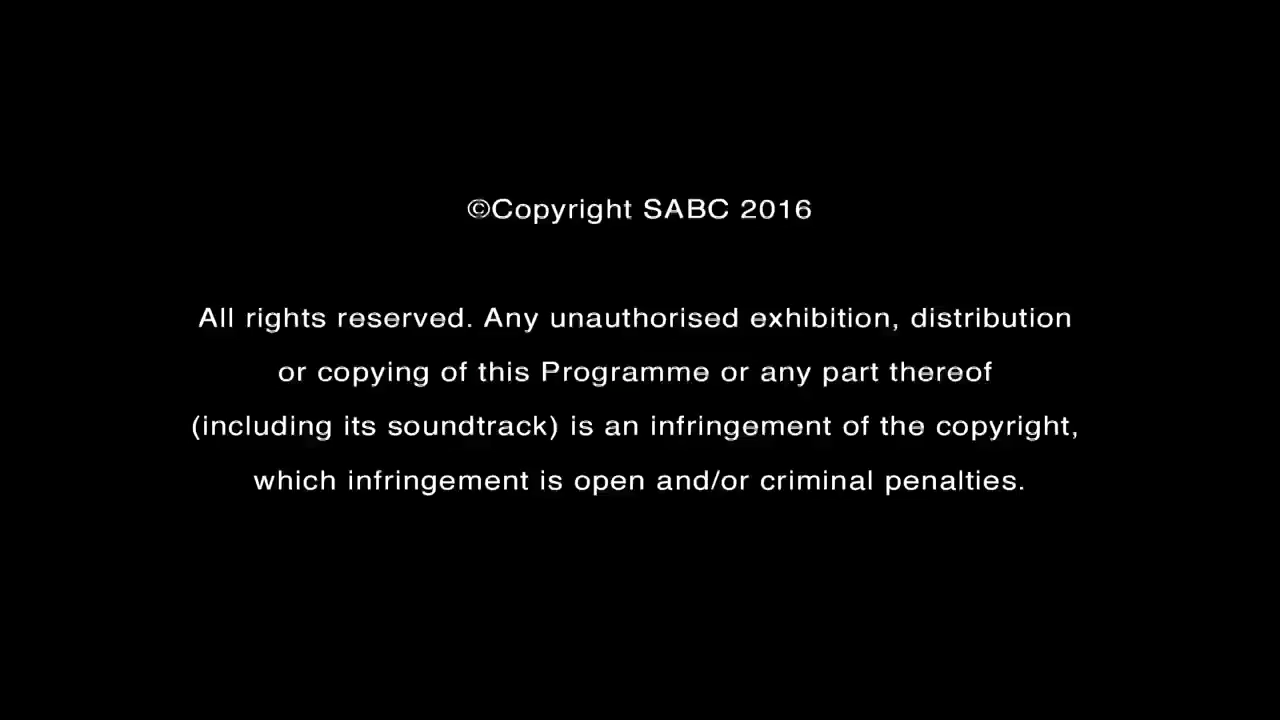 ©Copyright SABC 2016
All rights reserved. Any unauthorised exhibition, distribution
or copying of this Programme or any part thereof
(including its soundtrack) is an infringement of the copyright,
which infringement is open and/or criminal penalties.